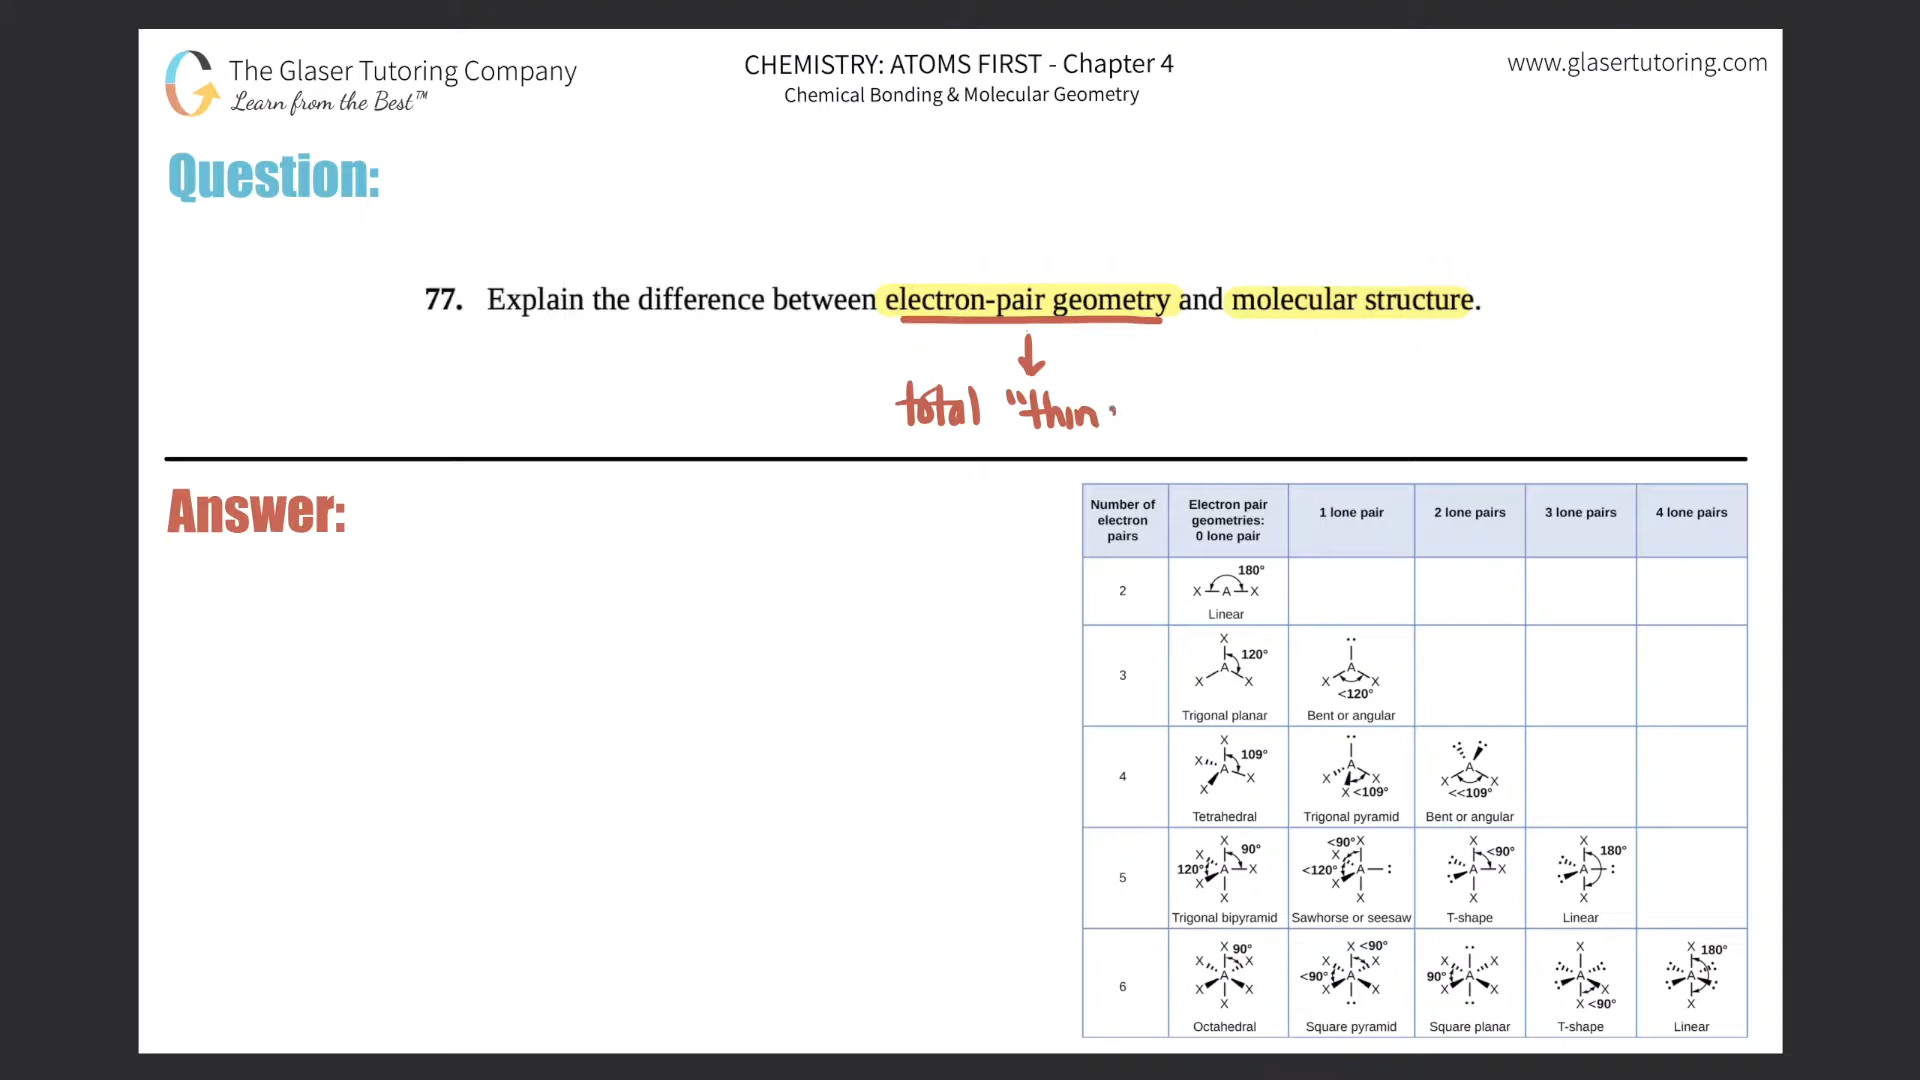 The Glaser Tutoring Company
Learn from the Best™
CHEMISTRY: ATOMS FIRST - Chapter 4
Chemical Bonding & Molecular Geometry
www.glasertutoring.com
Question:
77. Explain the difference between electron-pair geometry and molecular structure.
total "thin
Answer:
Number of electron pairs
Electron pair geometries: 0 lone pair
1 lone pair
2 lone pairs
3 lone pairs
4 lone pairs
2
180°
X A X
Linear
3
X
120°
A
X X
Trigonal planar
A
X X
<120°
Bent or angular
4
X
X 109°
A
X
X
Tetrahedral
A
X X
X <109°
Trigonal pyramid
A
X X
<<109°
Bent or angular
5
X
X 90°
120° A X
X
X
Trigonal bipyramid
<90° X
X
<120° A :
X
X
Sawhorse or seesaw
X
<90°
A X
X
T-shape
X
180°
A :
X
Linear
6
X 90°
X X
A
X X
X
Octahedral
X <90°
X X
<90° A
X X
Square pyramid
X X
90° A
X X
Square planar
X
A
X
X <90°
T-shape
X 180°
A
X
Linear